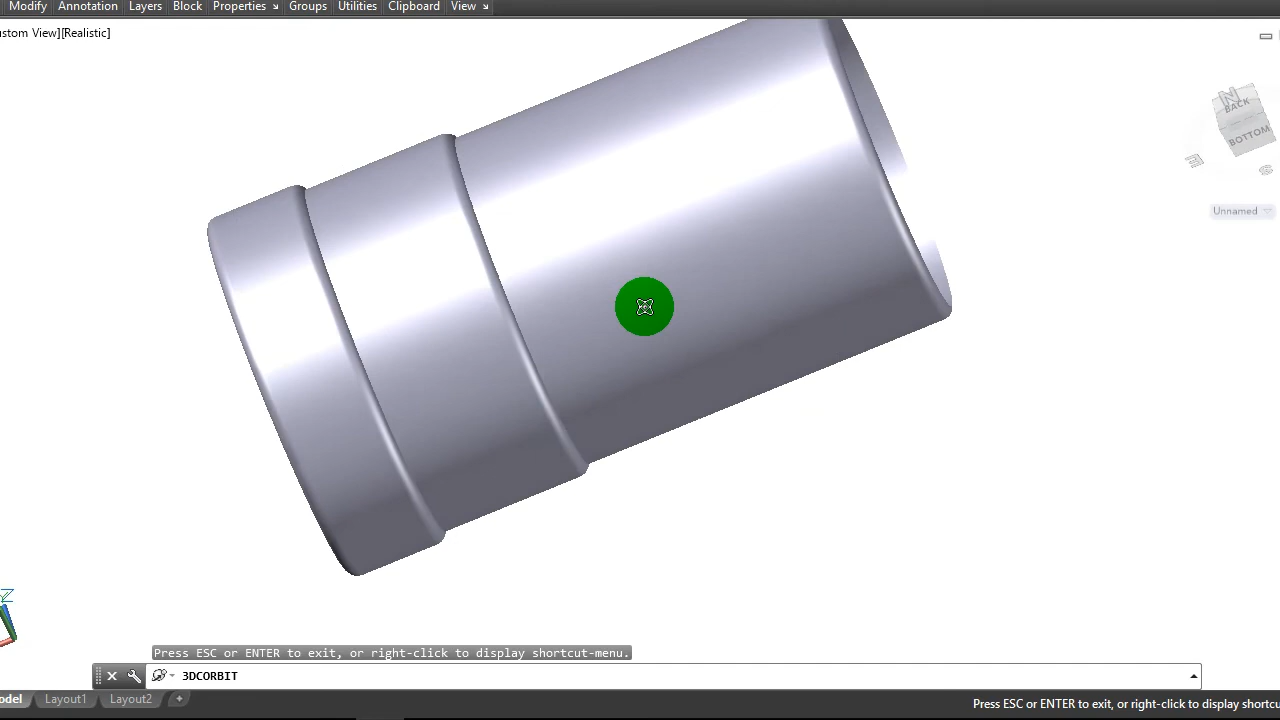 Modify Annotation Layers Block Properties Groups Utilities Clipboard View
ustom View][Realistic]
N
BACK
BOTTOM
E
Unnamed
Z
Press ESC or ENTER to exit, or right-click to display shortcut-menu.
3DCORBIT
odel Layout1 Layout2 +
Press ESC or ENTER to exit, or right-click to display shortcu